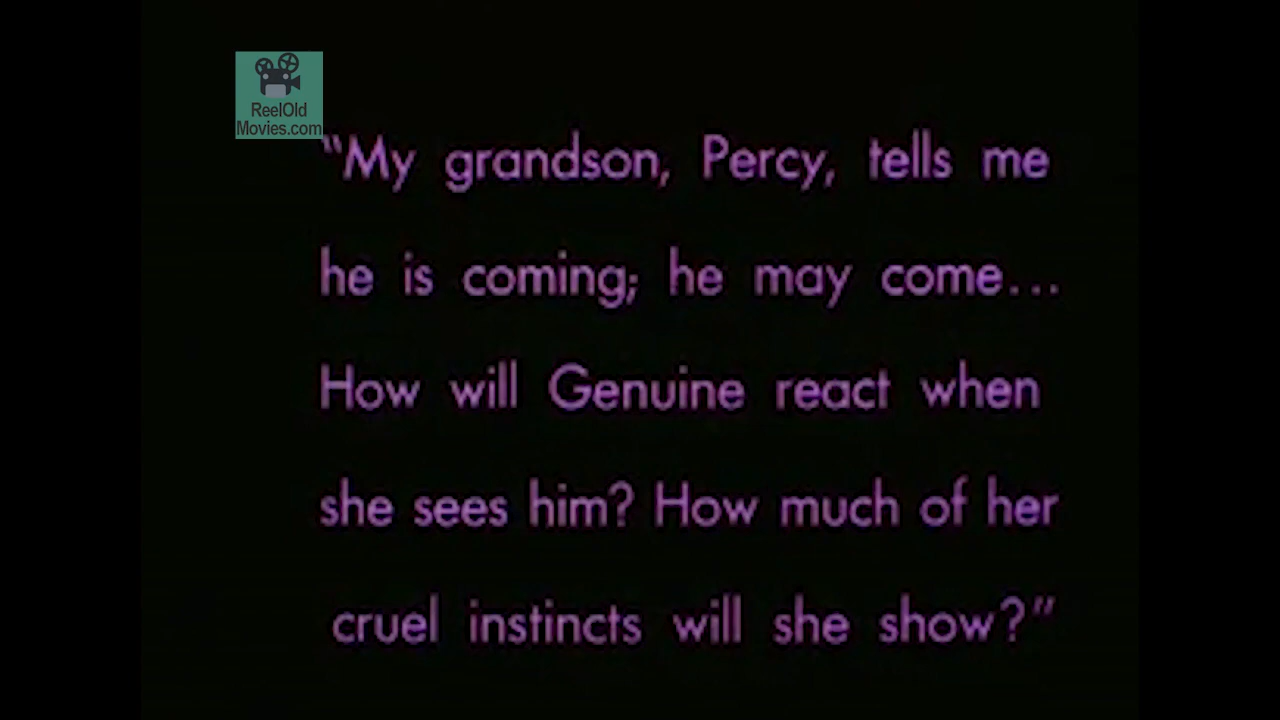 ReelOld
Movies.com
"My grandson, Percy, tells me
he is coming; he may come...
How will Genuine react when
she sees him? How much of her
cruel instincts will she show?"